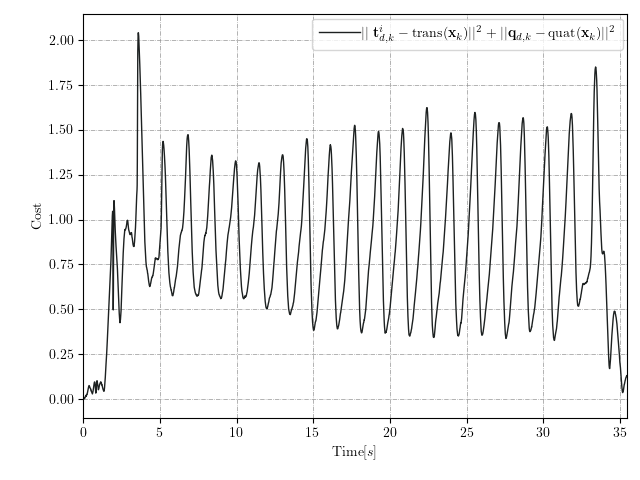 || t^i_{d,k} − trans(x_k)||² + ||q_{d,k} − quat(x_k)||²
2.00
1.75
1.50
1.25
1.00
0.75
0.50
0.25
0.00
Cost
0 5 10 15 20 25 30 35
Time[s]